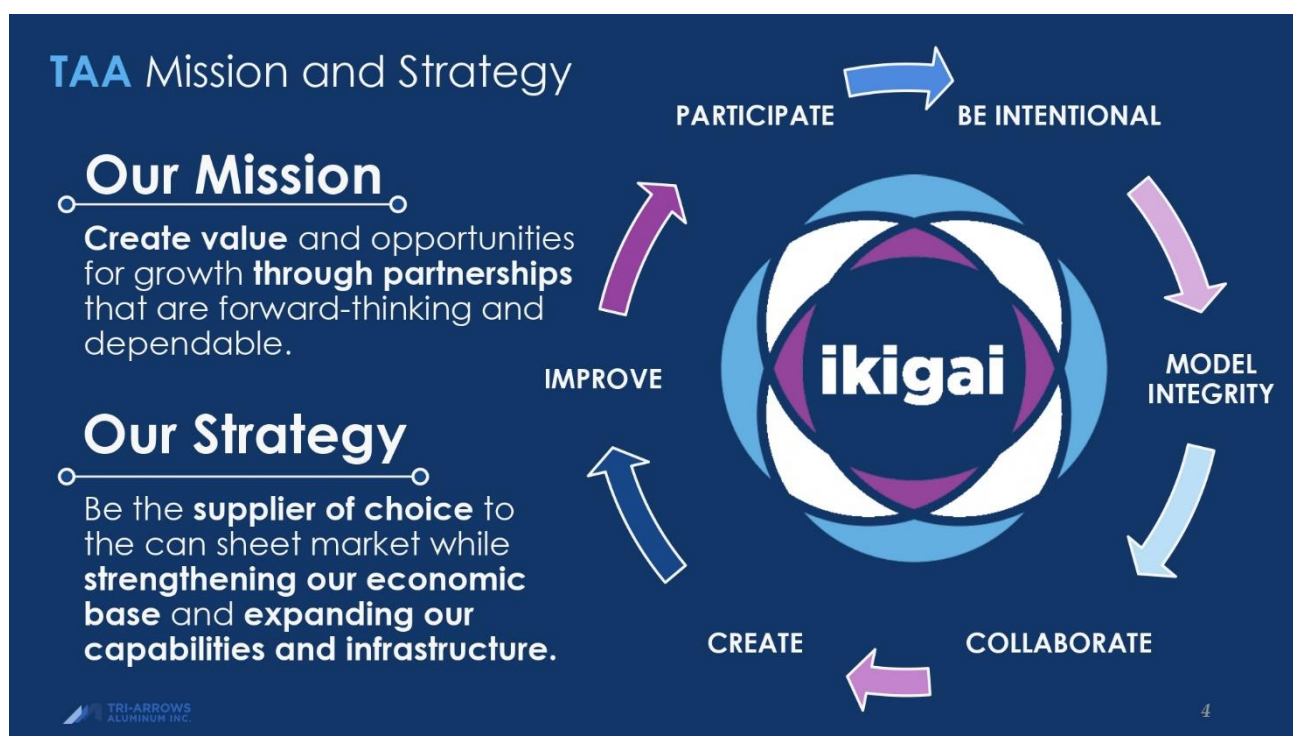 TAA Mission and Strategy
Our Mission
Create value and opportunities
for growth through partnerships
that are forward-thinking and
dependable.
Our Strategy
Be the supplier of choice to
the can sheet market while
strengthening our economic
base and expanding our
capabilities and infrastructure.
PARTICIPATE
BE INTENTIONAL
MODEL
INTEGRITY
COLLABORATE
CREATE
IMPROVE
ikigai
TRI-ARROWS
ALUMINUM INC.
4